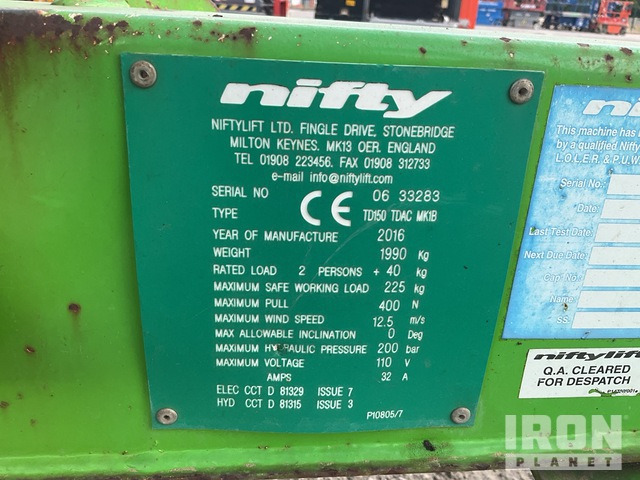 nifty
NIFTYLIFT LTD. FINGLE DRIVE, STONEBRIDGE
MILTON KEYNES. MK13 OER. ENGLAND
TEL 01908 223456. FAX 01908 312733
e-mail info@niftylift.com
SERIAL NO 06 33283
CE
TYPE TD150 TDAC MK1B
YEAR OF MANUFACTURE 2016
WEIGHT 1990 Kg
RATED LOAD 2 PERSONS + 40 kg
MAXIMUM SAFE WORKING LOAD 225 kg
MAXIMUM PULL 400 N
MAXIMUM WIND SPEED 12.5 m/s
MAX ALLOWABLE INCLINATION 0 Deg
MAXIMUM HYDRAULIC PRESSURE 200 bar
MAXIMUM VOLTAGE 110 V
AMPS 32 A
ELEC CCT D 81329 ISSUE 7
HYD CCT D 81315 ISSUE 3
P10805/7
This machine has
by a qualified Nifty
L.O.L.E.R. & P.U.W.
Serial No.:
Date:
Last Test Date:
Next Due Date:
Cap. No.:
Name:
SS:
niftylift
Q.A. CLEARED
FOR DESPATCH
IRON
PLANET